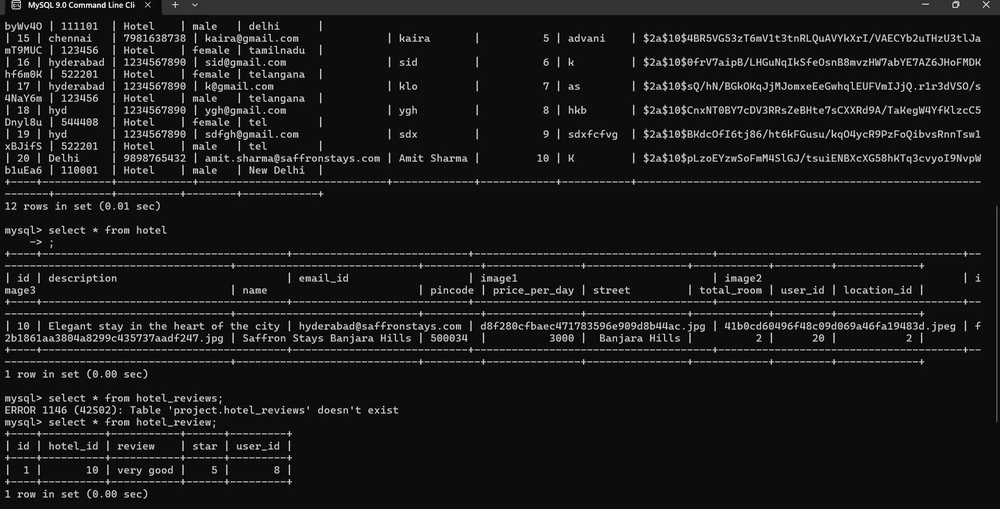 MySQL 9.0 Command Line Cli
byWv4O | 111101  | Hotel    | male   | delhi      |
| 15 | chennai   | 7981638738 | kaira@gmail.com              | kaira       |          5 | advani    | $2a$10$4BR5VG53zT6mV1t3tnRLQuAVYkXrI/VAECYb2uTHzU3tlJa
mT9MUC | 123456  | Hotel    | female | tamilnadu  |
| 16 | hyderabad | 1234567890 | sid@gmail.com                | sid         |          6 | k         | $2a$10$0frV7aipB/LHGuNqIkSfeOsnB8mvzHW7abYE7AZ6JHoFMDK
hf6m0K | 522201  | Hotel    | female | telangana  |
| 17 | hyderabad | 1234567890 | k@gmail.com                  | klo         |          7 | as        | $2a$10$sQ/hN/BGkOKqJjMJomxeEeGwhqlEUFVmIJjQ.r1r3dVSO/s
4NaY6m | 123456  | Hotel    | male   | telangana  |
| 18 | hyd       | 1234567890 | ygh@gmail.com                | ygh         |          8 | hkb       | $2a$10$CnxNT0BY7cDV3RRsZeBHte7sCXXRd9A/TaKegW4YfKlzcC5
Dnyl8u | 544408  | Hotel    | female | tel        |
| 19 | hyd       | 1234567890 | sdfgh@gmail.com              | sdx         |          9 | sdxfcfvg  | $2a$10$BKdcOfI6tj86/ht6kFGusu/kqO4ycR9PzFoQibvsRnnTsw1
xBJifS | 522201  | Hotel    | male   | tel        |
| 20 | Delhi     | 9898765432 | amit.sharma@saffronstays.com | Amit Sharma |         10 | K         | $2a$10$pLzoEYzwSoFmM4SlGJ/tsuiENBXcXG58hKTq3cvyoI9NvpW
b1uEa6 | 110001  | Hotel    | male   | New Delhi  |
12 rows in set (0.01 sec)
mysql> select * from hotel
    -> ;
| id | description                           | email_id                   | image1                               | image2                                | i
mage3                               | name                        | pincode | price_per_day | street         | total_room | user_id | location_id |
| 10 | Elegant stay in the heart of the city | hyderabad@saffronstays.com | d8f280cfbaec471783596e909d8b44ac.jpg | 41b0cd60496f48c09d069a46fa19483d.jpeg | f
2b1861aa3804a8299c435737aadf247.jpg | Saffron Stays Banjara Hills | 500034  |          3000 |  Banjara Hills |          2 |      20 |           2 |
1 row in set (0.00 sec)
mysql> select * from hotel_reviews;
ERROR 1146 (42S02): Table 'project.hotel_reviews' doesn't exist
mysql> select * from hotel_review;
| id | hotel_id | review    | star | user_id |
|  1 |       10 | very good |    5 |       8 |
1 row in set (0.00 sec)